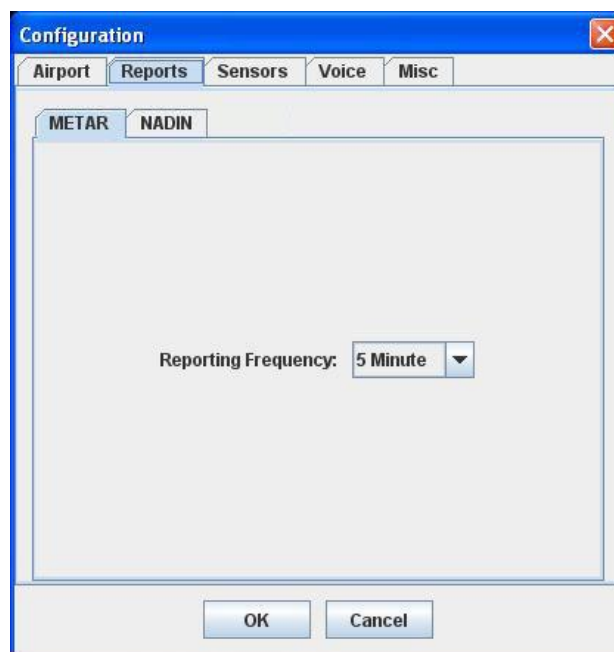 Configuration
Airport Reports Sensors Voice Misc
METAR NADIN
Reporting Frequency: 5 Minute
OK Cancel